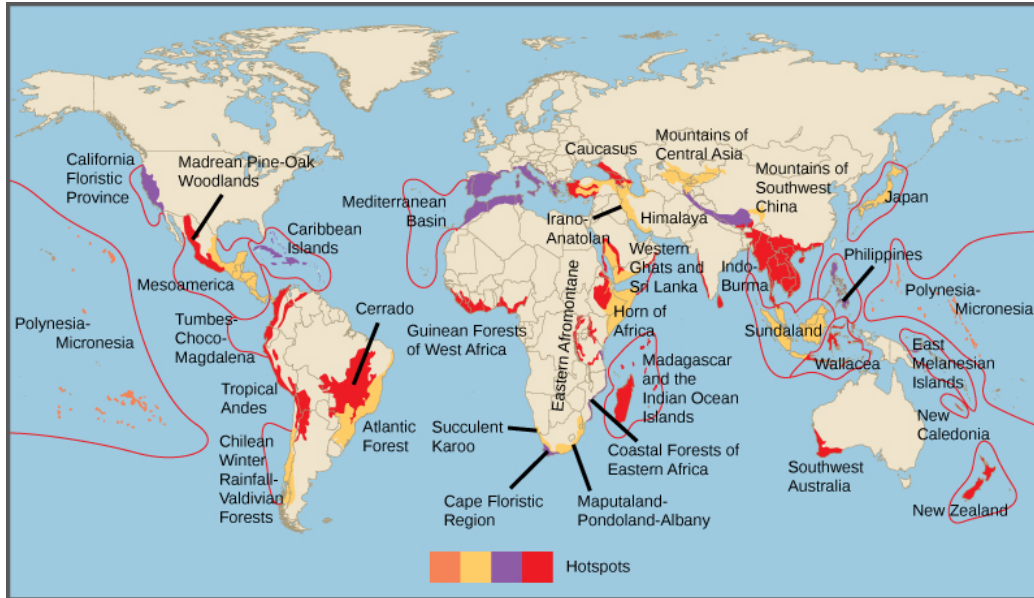 California
Floristic
Province
Madrean Pine-Oak
Woodlands
Caribbean
Islands
Mesoamerica
Polynesia-
Micronesia
Tumbes-
Choco-
Magdalena
Tropical
Andes
Chilean
Winter
Rainfall-
Valdivian
Forests
Cerrado
Atlantic
Forest
Mediterranean
Basin
Caucasus
Irano-
Anatolan
Mountains of
Central Asia
Mountains of
Southwest
China
Himalaya
Japan
Western
Ghats and
Sri Lanka
Indo-
Burma
Philippines
Polynesia-
Micronesia
Guinean Forests
of West Africa
Eastern Afromontane
Horn of
Africa
Sundaland
Wallacea
East
Melanesian
Islands
Madagascar
and the
Indian Ocean
Islands
New
Caledonia
Succulent
Karoo
Coastal Forests of
Eastern Africa
Cape Floristic
Region
Maputaland-
Pondoland-Albany
Southwest
Australia
New Zealand
Hotspots